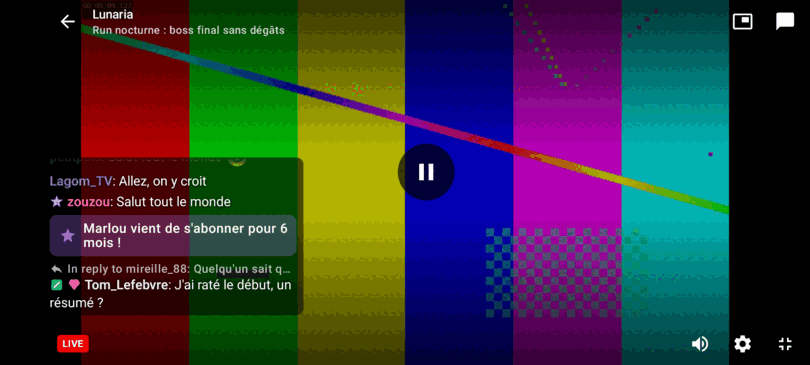 Lunaria
Run nocturne : boss final sans dégâts
Lagom_TV: Allez, on y croit
zouzou: Salut tout le monde
Marlou vient de s'abonner pour 6
mois !
In reply to mireille_88: Quelqu'un sait q...
Tom_Lefebvre: J'ai raté le début, un
résumé ?
LIVE